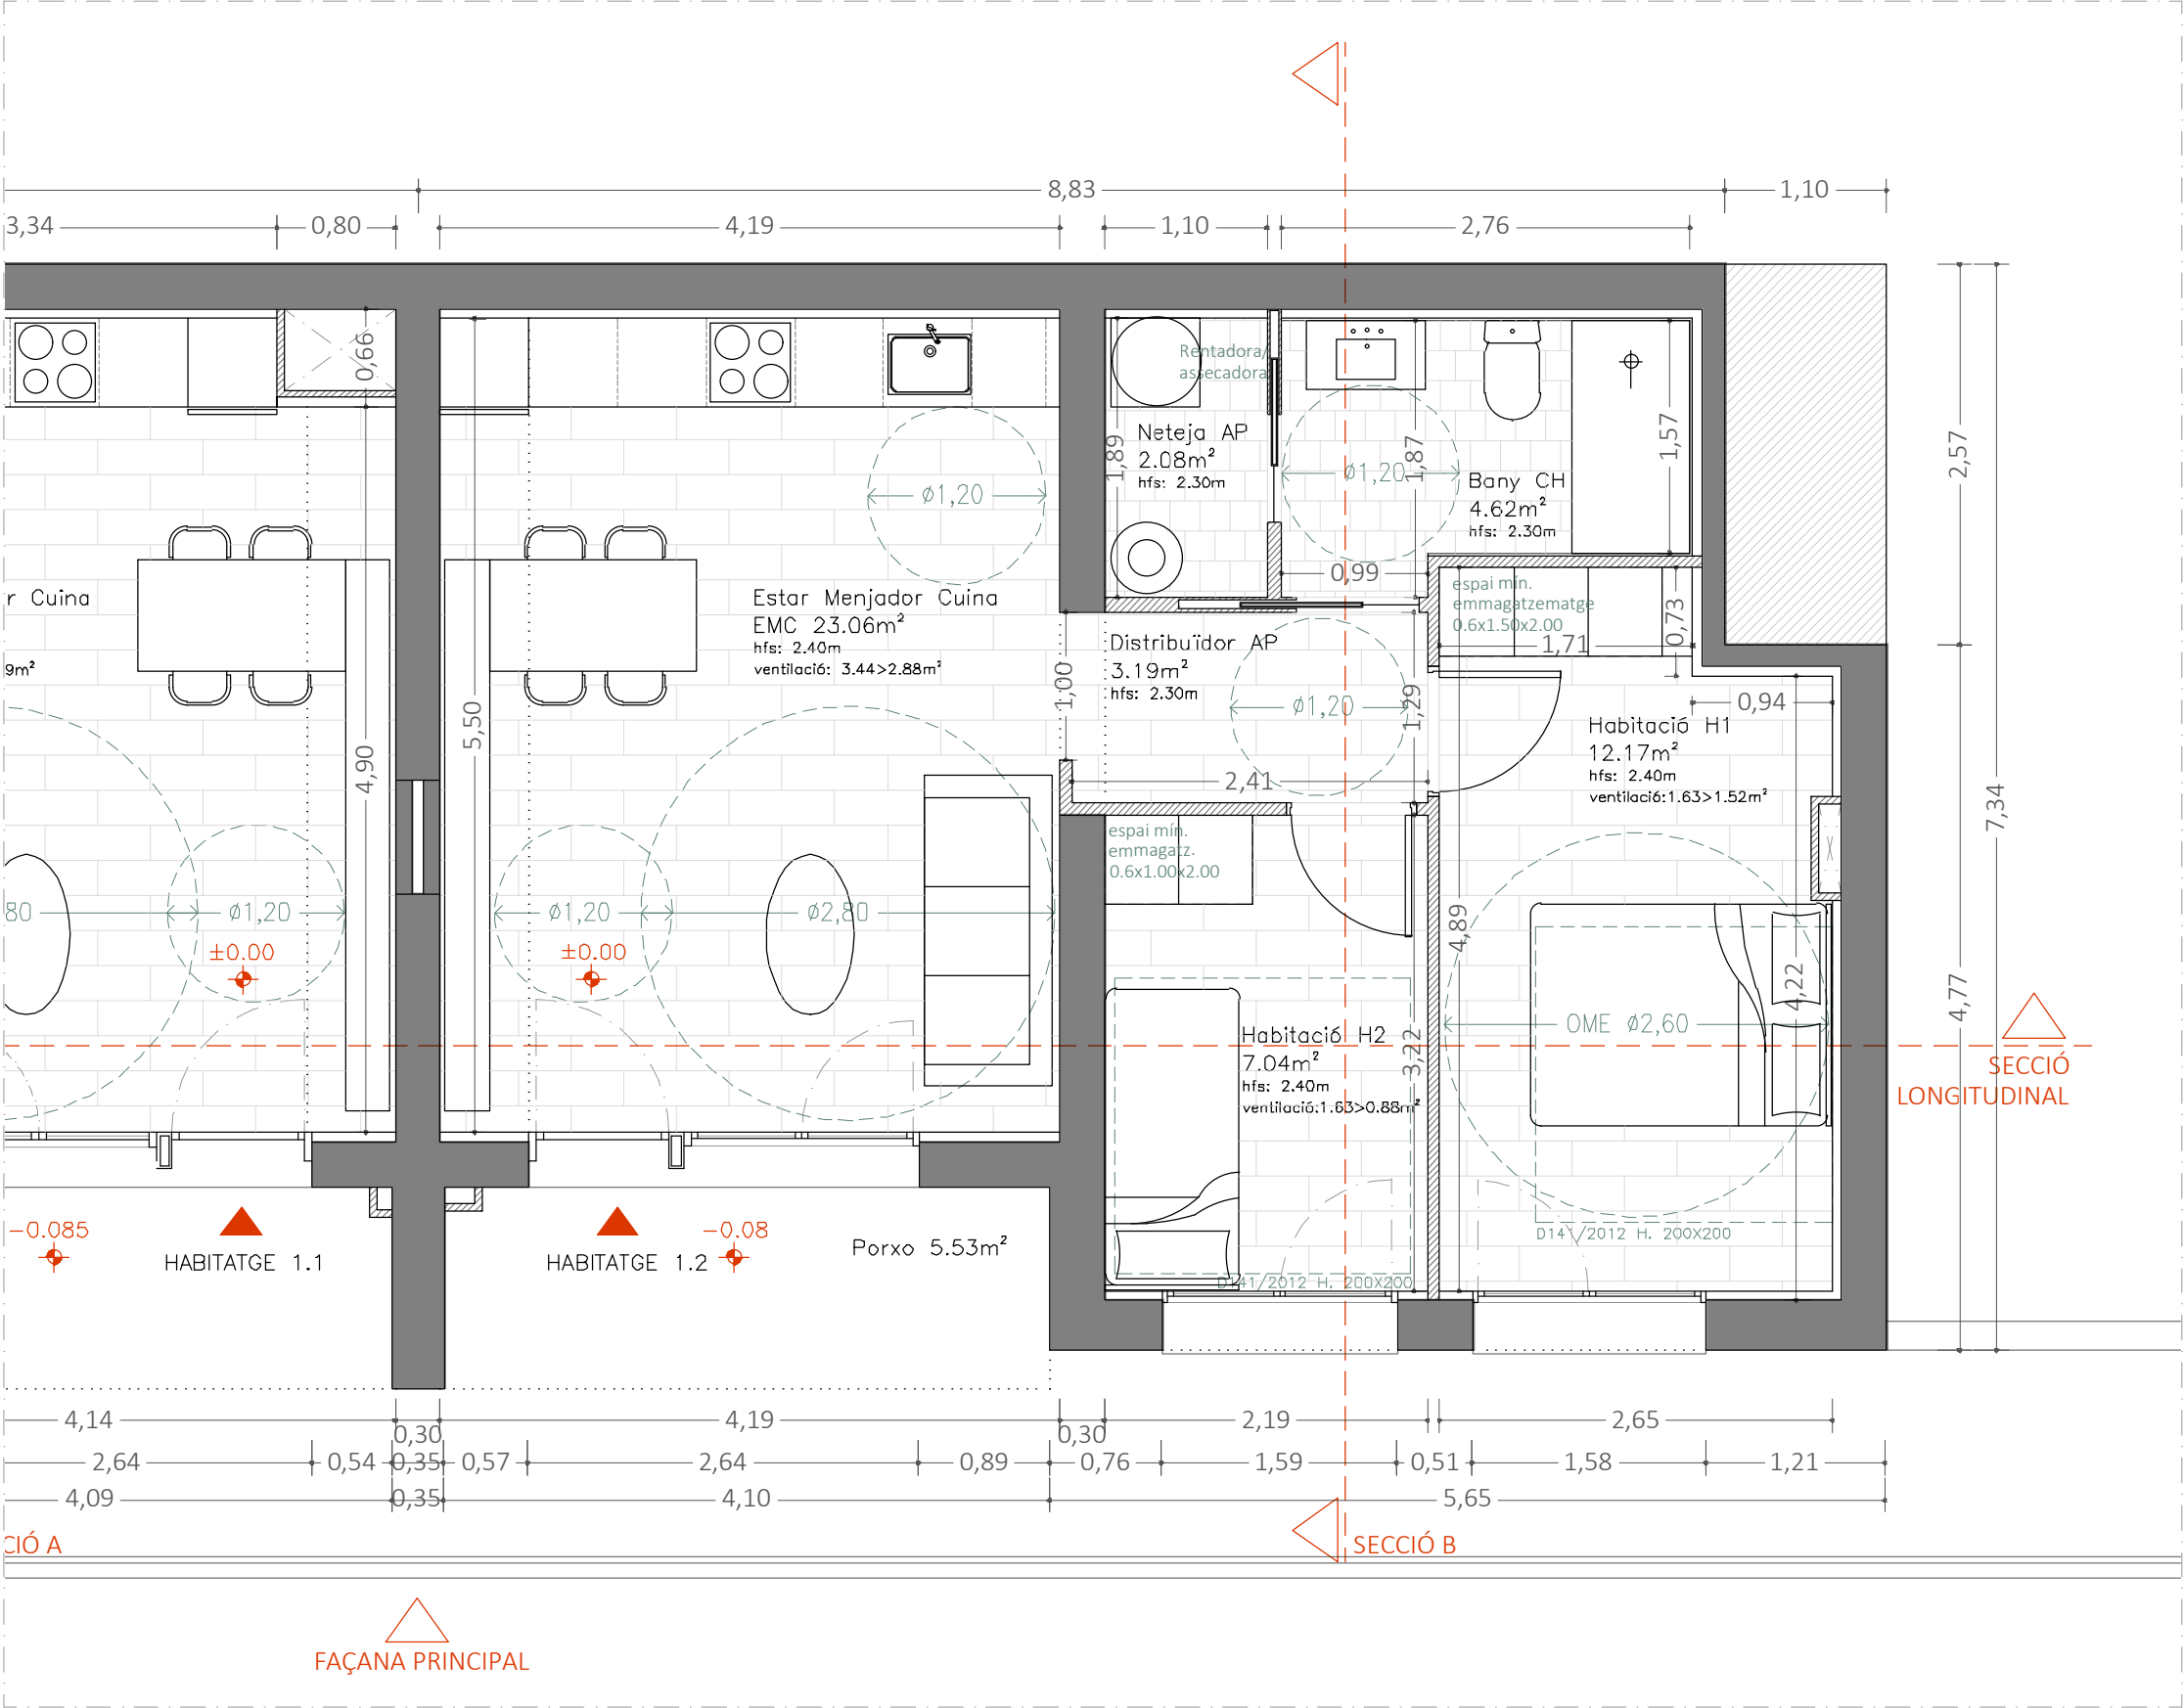 8,83
1,10
3,34
0,80
4,19
1,10
2,76
0,66
Rentadora/
assecadora
Neteja AP
2.08m²
hfs: 2.30m
1,89
Ø1,20
1,87
1,57
Bany CH
4.62m²
hfs: 2.30m
2,57
Ø1,20
0,99
r Cuina
9m²
Estar Menjador Cuina
EMC 23.06m²
hfs: 2.40m
ventilació: 3.44>2.88m²
espai mín.
emmagatzematge
0.6x1.50x2.00
1,71
0,73
Distribuïdor AP
3.19m²
hfs: 2.30m
1,00
Ø1,20
1,29
2,41
0,94
Habitació H1
12.17m²
hfs: 2.40m
ventilació:1.63>1.52m²
5,50
4,90
7,34
espai mín.
emmagatz.
0.6x1.00x2.00
80
Ø1,20
Ø1,20
Ø2,80
4,89
±0.00
±0.00
4,22
4,77
OME Ø2,60
Habitació H2
7.04m²
hfs: 2.40m
ventilació:1.63>0.88m²
3,22
SECCIÓ
LONGITUDINAL
D141/2012 H. 200X200
D141/2012 H. 200X200
-0.085
HABITATGE 1.1
HABITATGE 1.2
-0.08
Porxo 5.53m²
4,14
0,30
4,19
0,30
2,19
2,65
2,64
0,54
0,35
0,57
2,64
0,89
0,76
1,59
0,51
1,58
1,21
4,09
0,35
4,10
5,65
CIÓ A
SECCIÓ B
FAÇANA PRINCIPAL